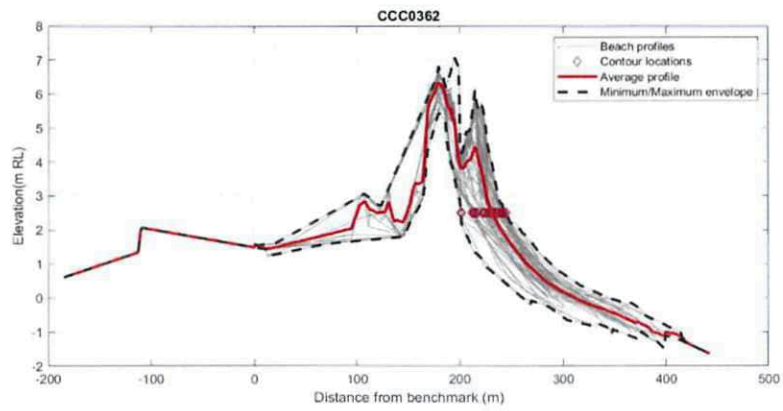 CCC0362
Beach profiles
Contour locations
Average profile
Minimum/Maximum envelope
Elevation(m RL)
8
7
6
5
4
3
2
1
0
-1
-2
-200
-100
0
100
200
300
400
500
Distance from benchmark (m)